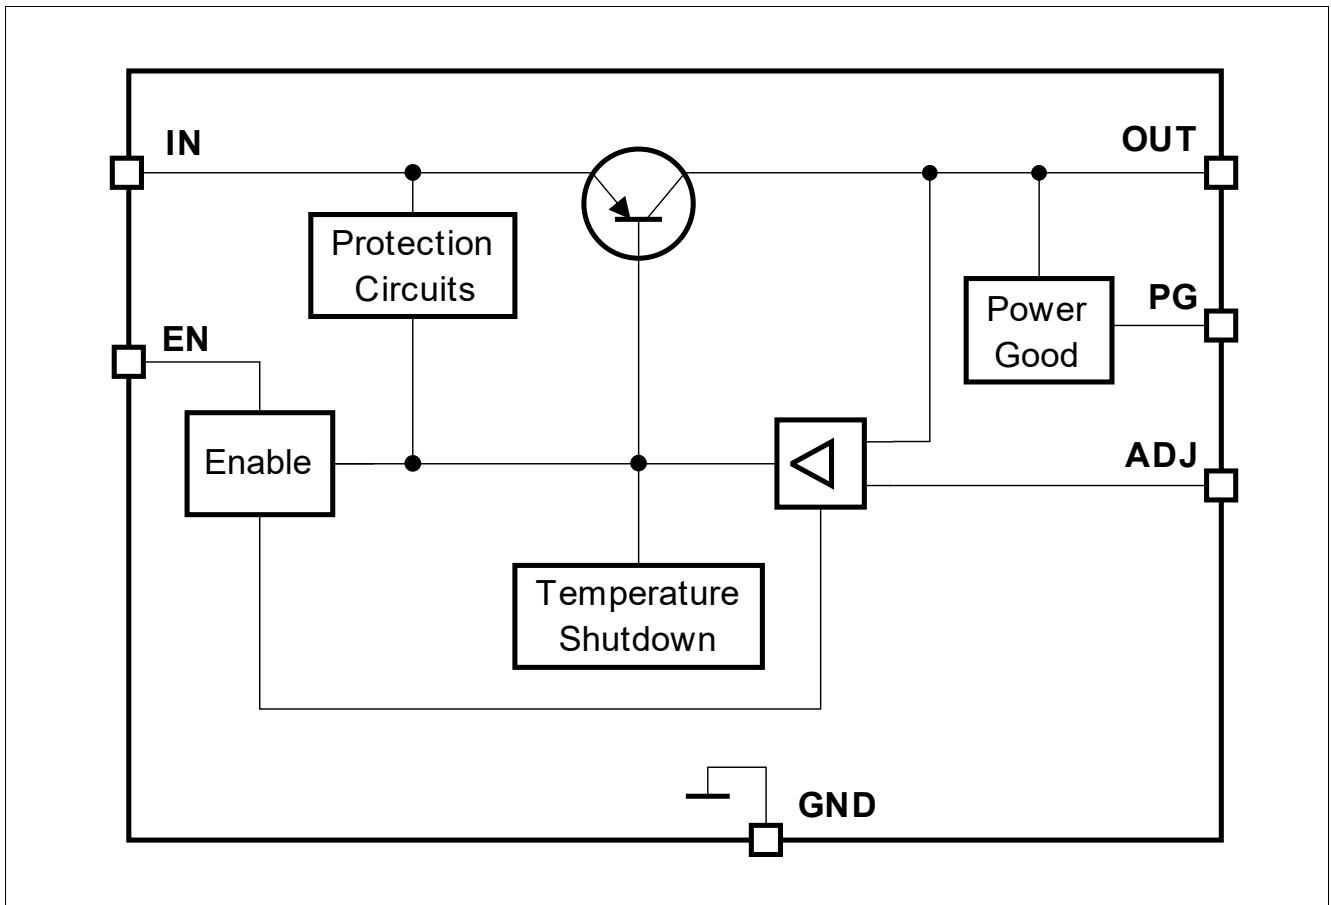 IN
OUT
Protection
Circuits
Power
Good
PG
EN
Enable
ADJ
Temperature
Shutdown
GND